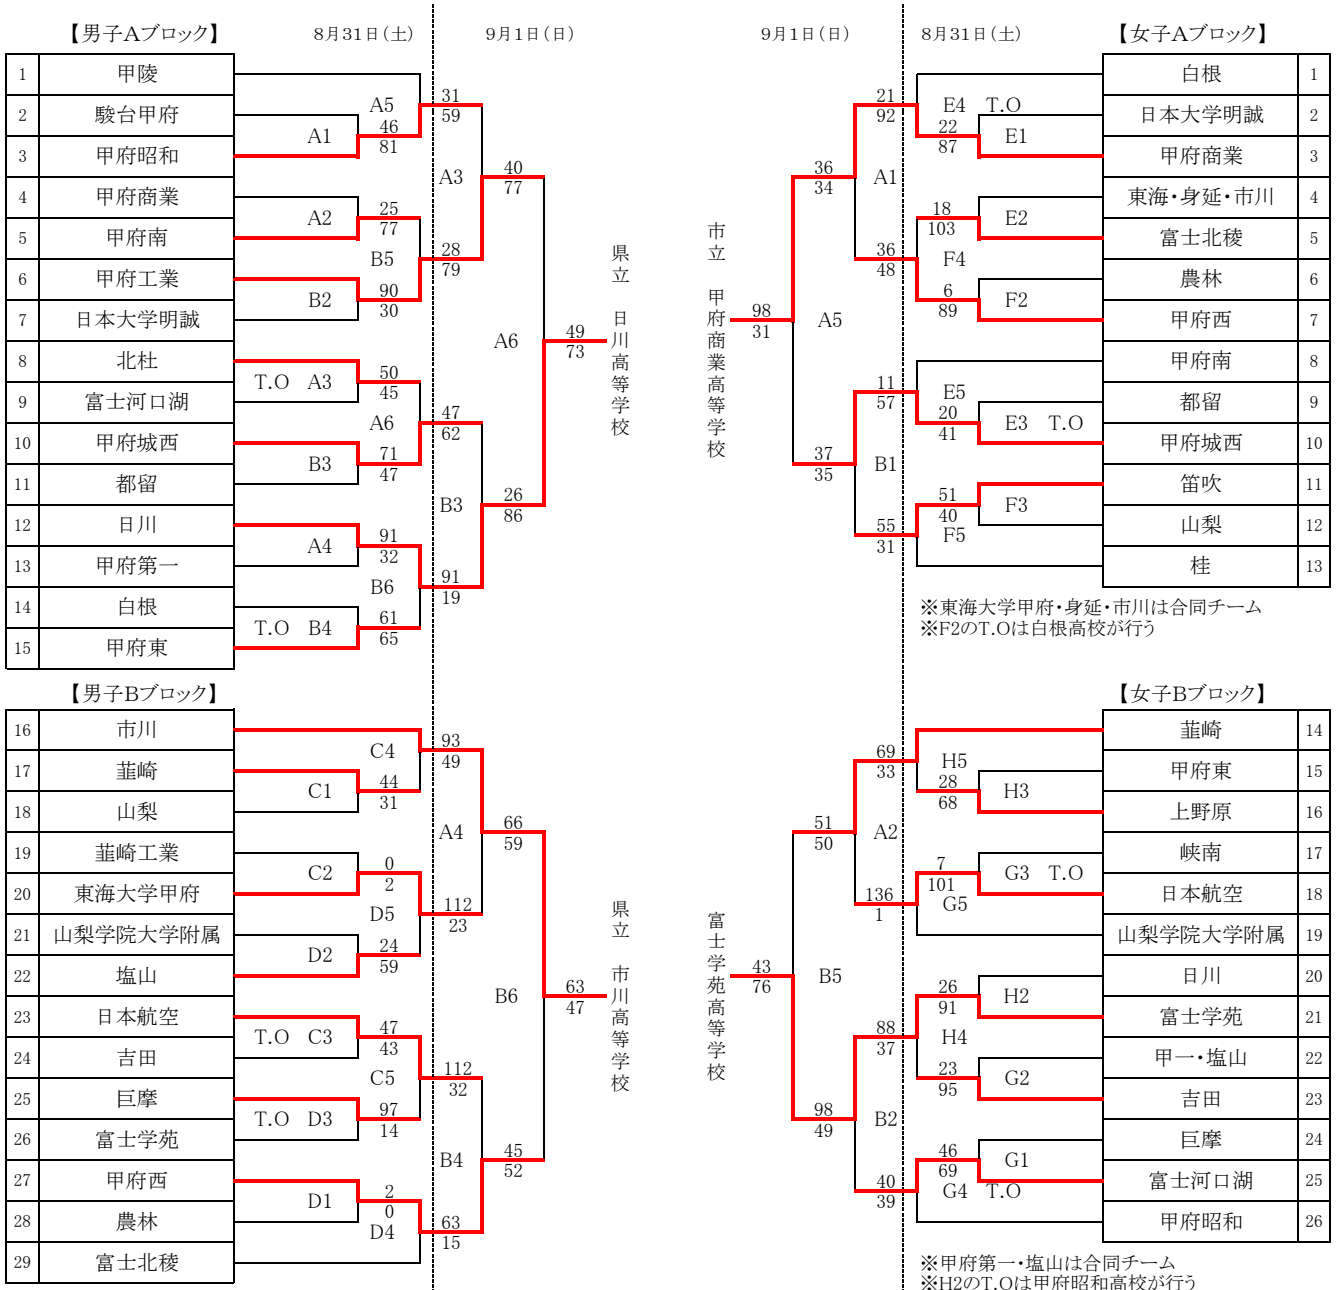 【男子Aブロック】 8月31日(土) 9月1日(日)
1 甲陵
2 駿台甲府
3 甲府昭和
4 甲府商業
5 甲府南
6 甲府工業
7 日本大学明誠
8 北杜
9 富士河口湖
10 甲府城西
11 都留
12 日川
13 甲府第一
14 白根
15 甲府東
A5
A1
46
81
A2
25
77
B5
B2
90
30
T.O A3
50
45
A6
B3
71
47
A4
91
32
B6
T.O B4
61
65
31
59
A3
28
79
47
62
B3
91
19
40
77
A6
26
86
49
73
県立 日川高等学校
9月1日(日) 8月31日(土) 【女子Aブロック】
白根 1
日本大学明誠 2
甲府商業 3
東海・身延・市川 4
富士北稜 5
農林 6
甲府西 7
甲府南 8
都留 9
甲府城西 10
笛吹 11
山梨 12
桂 13
E4 T.O
22
87
E1
18
103
E2
F4
6
89
F2
E5
20
41
E3 T.O
51
40
F3
F5
21
92
A1
36
48
11
57
B1
55
31
36
34
A5
37
35
98
31
市立 甲府商業高等学校
※東海大学甲府・身延・市川は合同チーム
※F2のT.Oは白根高校が行う
【男子Bブロック】
16 市川
17 韮崎
18 山梨
19 韮崎工業
20 東海大学甲府
21 山梨学院大学附属
22 塩山
23 日本航空
24 吉田
25 巨摩
26 富士学苑
27 甲府西
28 農林
29 富士北稜
C4
C1
44
31
C2
0
2
D5
D2
24
59
T.O C3
47
43
C5
T.O D3
97
14
D1
2
0
D4
93
49
A4
112
23
112
32
B4
63
15
66
59
B6
45
52
63
47
県立 市川高等学校
【女子Bブロック】
韮崎 14
甲府東 15
上野原 16
峡南 17
日本航空 18
山梨学院大学附属 19
日川 20
富士学苑 21
甲一・塩山 22
吉田 23
巨摩 24
富士河口湖 25
甲府昭和 26
H5
28
68
H3
7
101
G3 T.O
G5
26
91
H2
H4
23
95
G2
46
69
G1
G4 T.O
69
33
A2
136
1
88
37
B2
40
39
51
50
B5
98
49
43
76
富士学苑高等学校
※甲府第一・塩山は合同チーム
※H2のT.Oは甲府昭和高校が行う